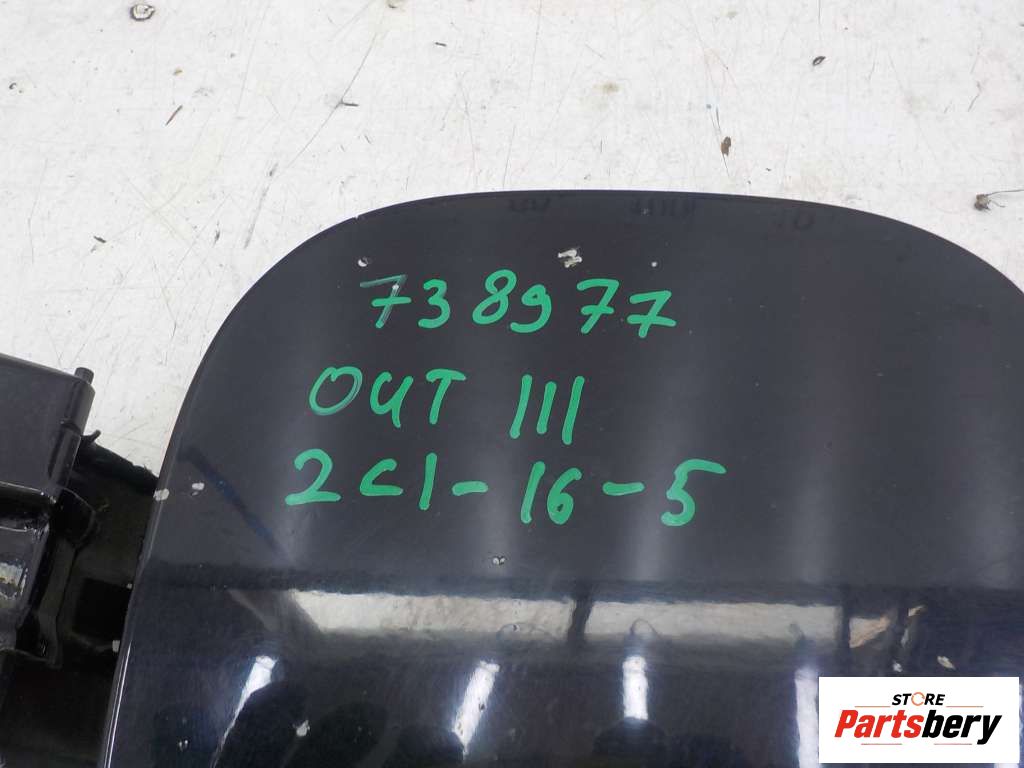 738977
OUT III
2C1-16-5
STORE
Partsbery